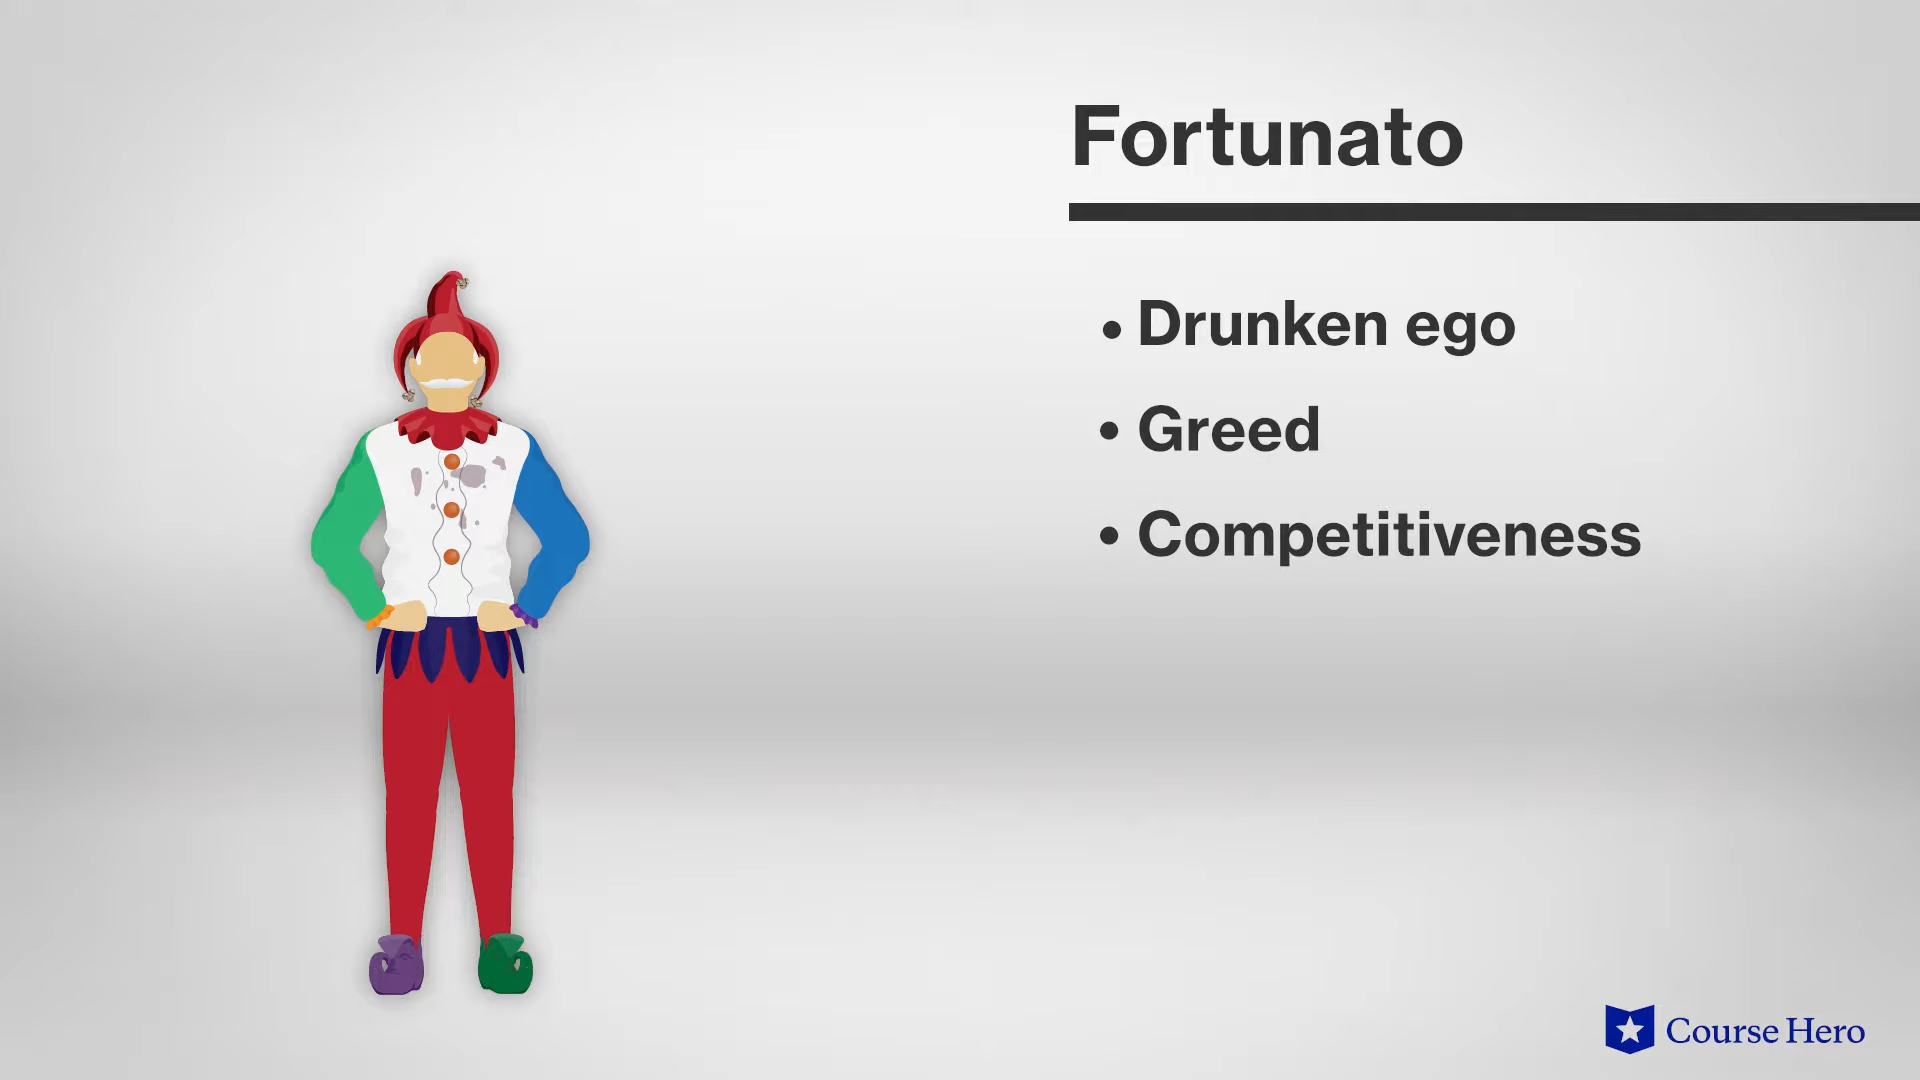 Fortunato
• Drunken ego
• Greed
• Competitiveness
Course Hero